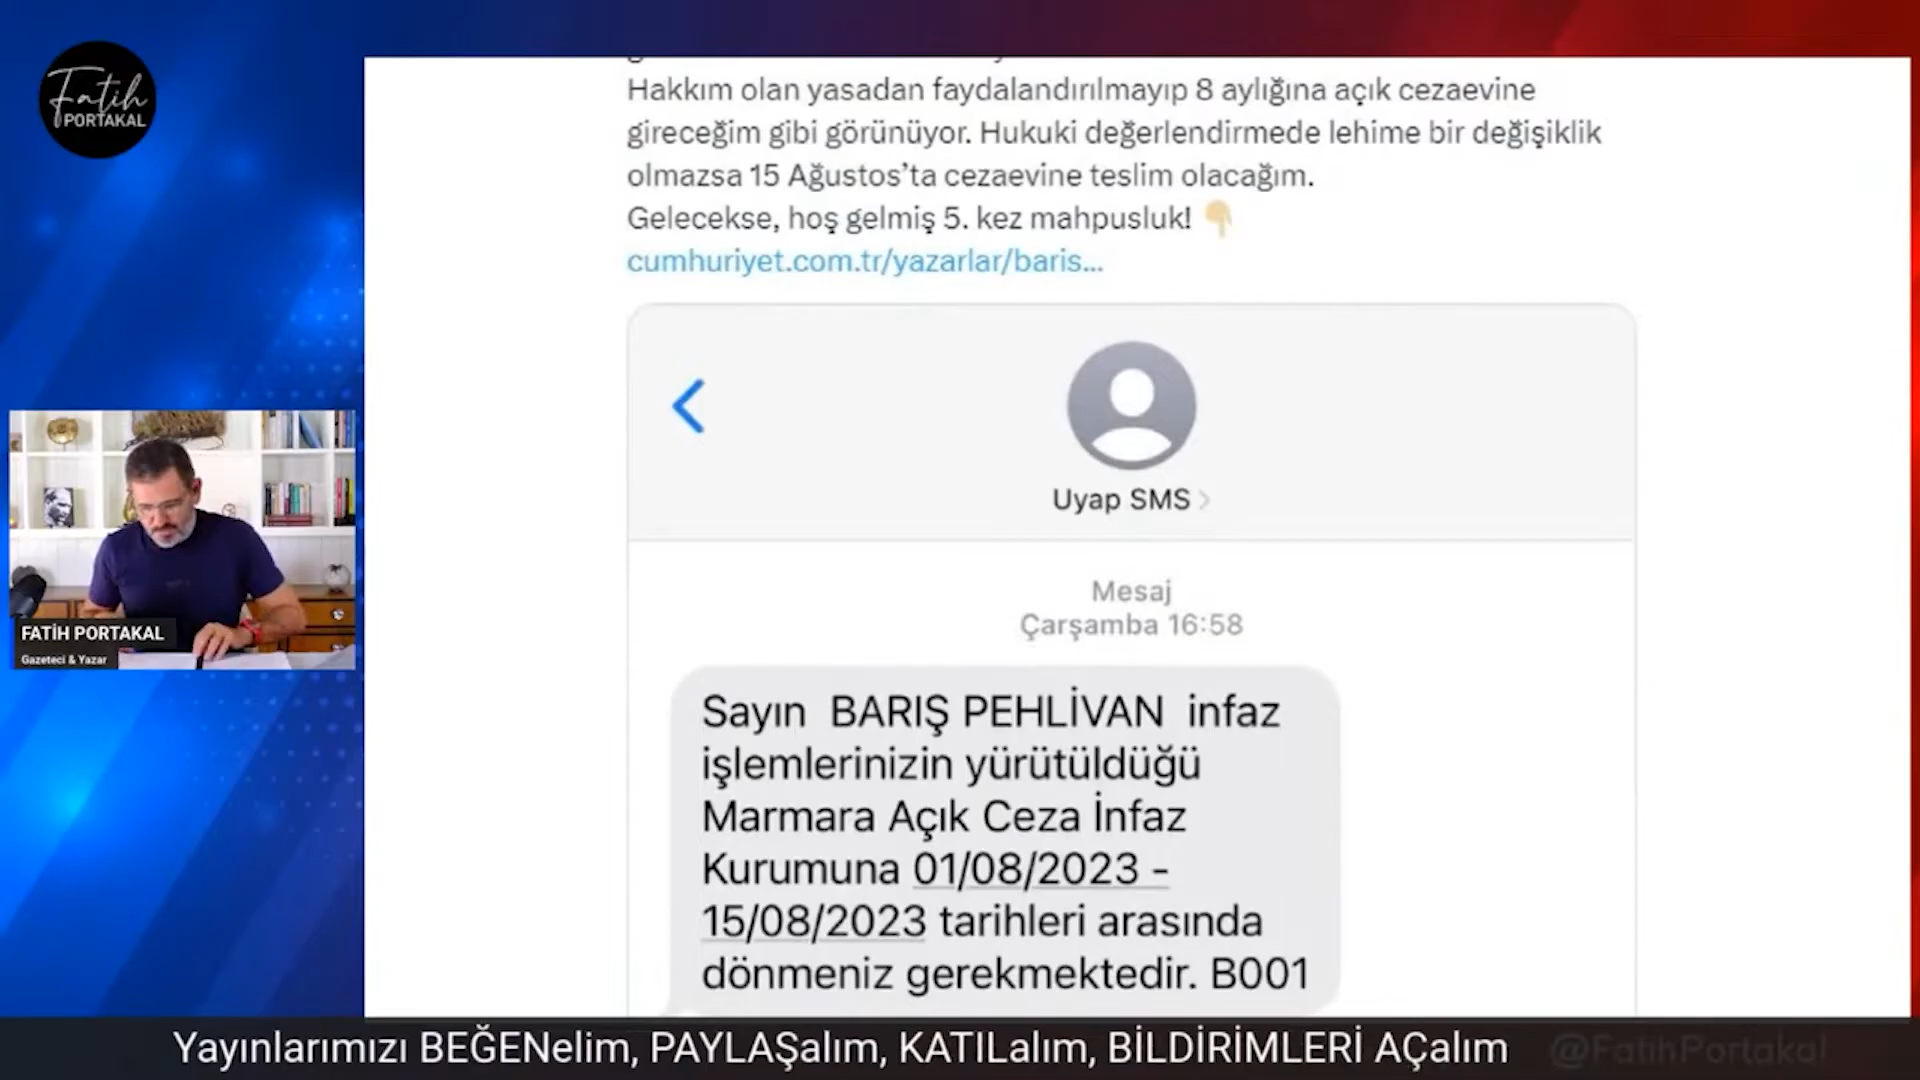 Fatih
PORTAKAL
Hakkım olan yasadan faydalandırılmayıp 8 aylığına açık cezaevine
gireceğim gibi görünüyor. Hukuki değerlendirmede lehime bir değişiklik
olmazsa 15 Ağustos’ta cezaevine teslim olacağım.
Gelecekse, hoş gelmiş 5. kez mahpusluk! 👇
cumhuriyet.com.tr/yazarlar/baris...
Uyap SMS
Mesaj
Çarşamba 16:58
Sayın BARIŞ PEHLİVAN infaz
işlemlerinizin yürütüldüğü
Marmara Açık Ceza İnfaz
Kurumuna 01/08/2023 -
15/08/2023 tarihleri arasında
dönmeniz gerekmektedir. B001
FATİH PORTAKAL
Gazeteci & Yazar
Yayınlarımızı BEĞENelim, PAYLAŞalım, KATILalım, BİLDİRİMLERİ AÇalım
@FatihPortakal